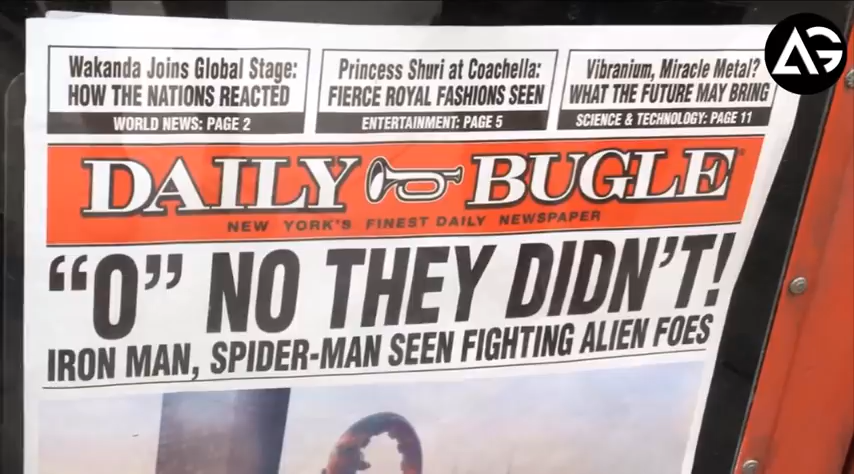 Wakanda Joins Global Stage:
HOW THE NATIONS REACTED
WORLD NEWS: PAGE 2
Princess Shuri at Coachella:
FIERCE ROYAL FASHIONS SEEN
ENTERTAINMENT: PAGE 5
Vibranium, Miracle Metal?
WHAT THE FUTURE MAY BRING
SCIENCE & TECHNOLOGY: PAGE 11
DAILY BUGLE
NEW YORK'S FINEST DAILY NEWSPAPER
“O” NO THEY DIDN’T!
IRON MAN, SPIDER-MAN SEEN FIGHTING ALIEN FOES
AG